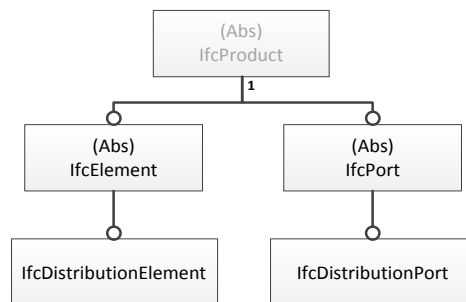 (Abs)
IfcProduct
1
(Abs)
IfcElement
(Abs)
IfcPort
IfcDistributionElement
IfcDistributionPort